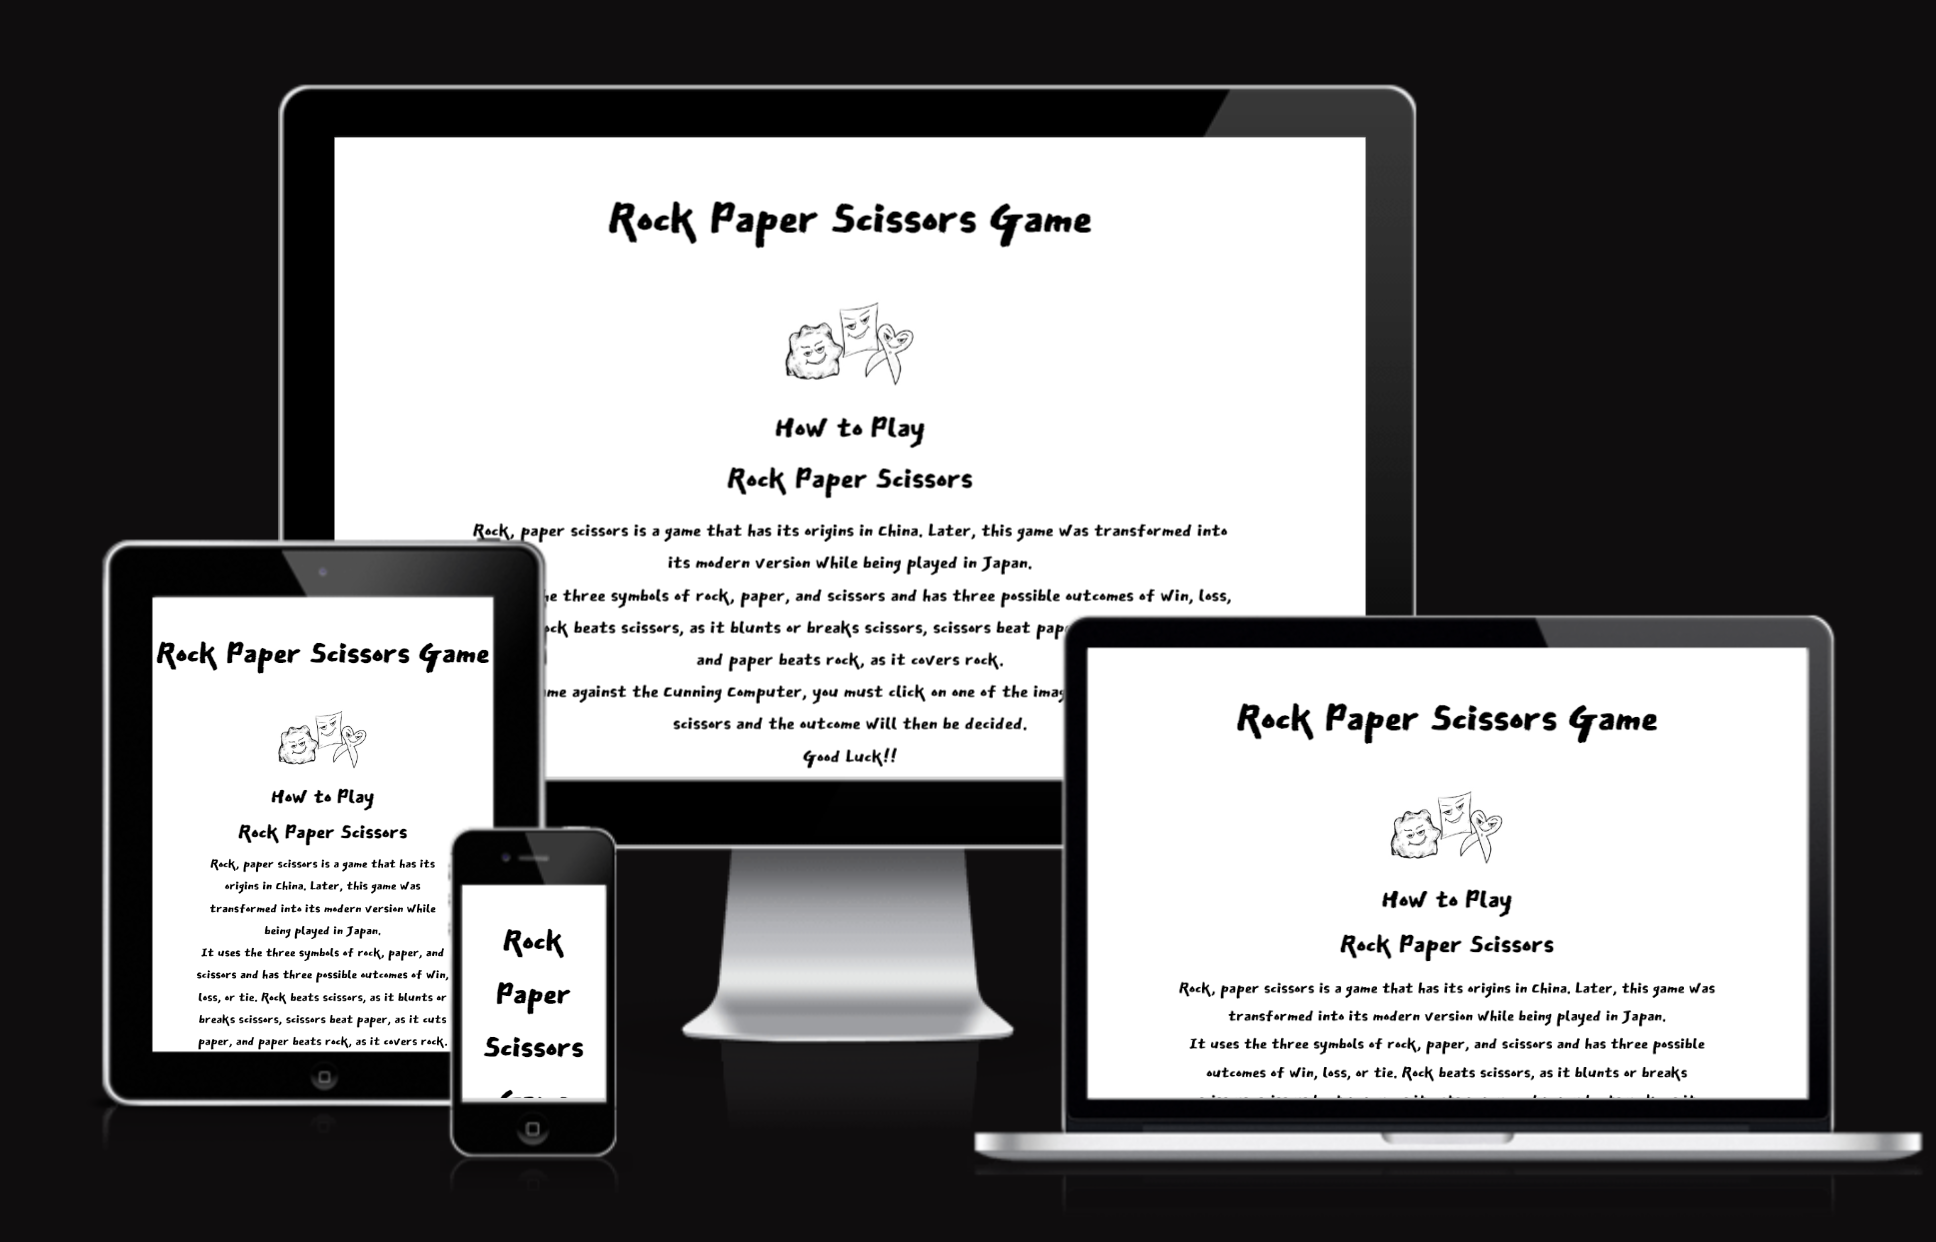 Rock Paper Scissors Game
How to Play
Rock Paper Scissors
Rock, paper scissors is a game that has its origins in China. Later, this game was transformed into
its modern version while being played in Japan.
three symbols of rock, paper, and scissors and has three possible outcomes of win, loss,
beats scissors, as it blunts or breaks scissors, scissors beat
and paper beats rock, as it covers rock.
against the Cunning Computer, you must click on one of the
scissors and the outcome will then be decided.
Good Luck!!
Rock Paper Scissors Game
How to Play
Rock Paper Scissors
Rock, paper scissors is a game that has its
origins in China. Later, this game was
transformed into its modern version while
being played in Japan.
It uses the three symbols of rock, paper, and
scissors and has three possible outcomes of win,
loss, or tie. Rock beats scissors, as it blunts or
breaks scissors, scissors beat paper, as it cuts
paper, and paper beats rock, as it covers rock.
Rock
Paper
Scissors
Rock Paper Scissors Game
How to Play
Rock Paper Scissors
Rock, paper scissors is a game that has its origins in China. Later, this game was
transformed into its modern version while being played in Japan.
It uses the three symbols of rock, paper, and scissors and has three possible
outcomes of win, loss, or tie. Rock beats scissors, as it blunts or breaks